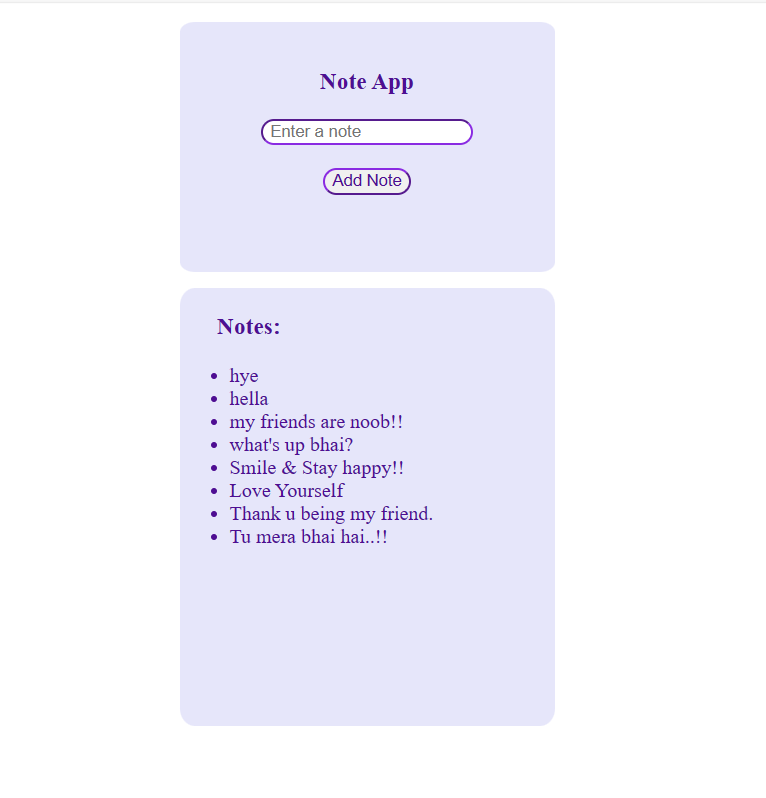 Note App
Enter a note
Add Note
Notes:
hye
hella
my friends are noob!!
what's up bhai?
Smile & Stay happy!!
Love Yourself
Thank u being my friend.
Tu mera bhai hai..!!